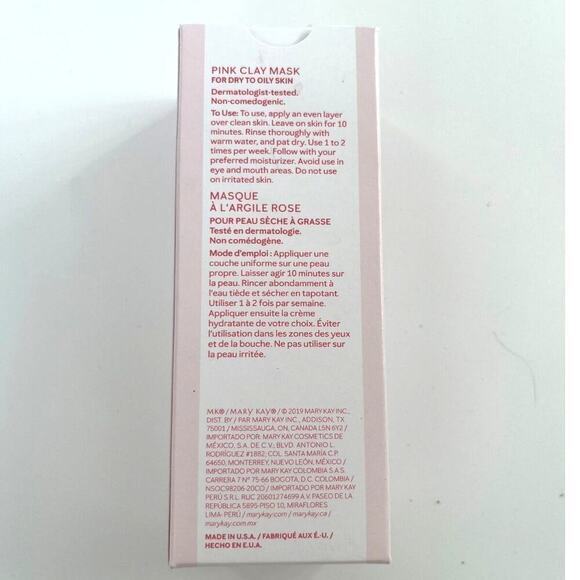 PINK CLAY MASK
FOR DRY TO OILY SKIN
Dermatologist-tested.
Non-comedogenic.
To Use: To use, apply an even layer
over clean skin. Leave on skin for 10
minutes. Rinse thoroughly with
warm water, and pat dry. Use 1 to 2
times per week. Follow with your
preferred moisturizer. Avoid use in
eye and mouth areas. Do not use
on irritated skin.
MASQUE
À L'ARGILE ROSE
POUR PEAU SÈCHE À GRASSE
Testé en dermatologie.
Non comédogène.
Mode d'emploi : Appliquer une
couche uniforme sur une peau
propre. Laisser agir 10 minutes sur
la peau. Rincer abondamment à
l'eau tiède et sécher en tapotant.
Utiliser 1 à 2 fois par semaine.
Appliquer ensuite la crème
hydratante de votre choix. Éviter
l'utilisation dans les zones des yeux
et de la bouche. Ne pas utiliser sur
la peau irritée.
MK® / MARY KAY® / © 2019 MARY KAY INC.,
DIST. BY / PAR MARY KAY INC., ADDISON, TX
75001 / MISSISSAUGA, ON, CANADA L5N 6Y2 /
IMPORTADO POR: MARY KAY COSMETICS DE
MÉXICO, S.A. DE C.V.; BLVD. ANTONIO L.
RODRÍGUEZ #1882; COL. SANTA MARÍA C.P.
64650, MONTERREY, NUEVO LEÓN, MÉXICO /
IMPORTADO POR MARY KAY COLOMBIA S.A.S.
CARRERA 7 Nº 75-66 BOGOTA, D.C. COLOMBIA /
NSOC98206-20CO / IMPORTADO POR MARY KAY
PERÚ S.R.L. RUC 20601274699 A.V. PASEO DE LA
REPÚBLICA 5895-PISO 10, MIRAFLORES
LIMA- PERÚ / marykay.com / marykay.ca /
marykay.com.mx
MADE IN U.S.A. / FABRIQUÉ AUX É.-U. /
HECHO EN E.U.A.